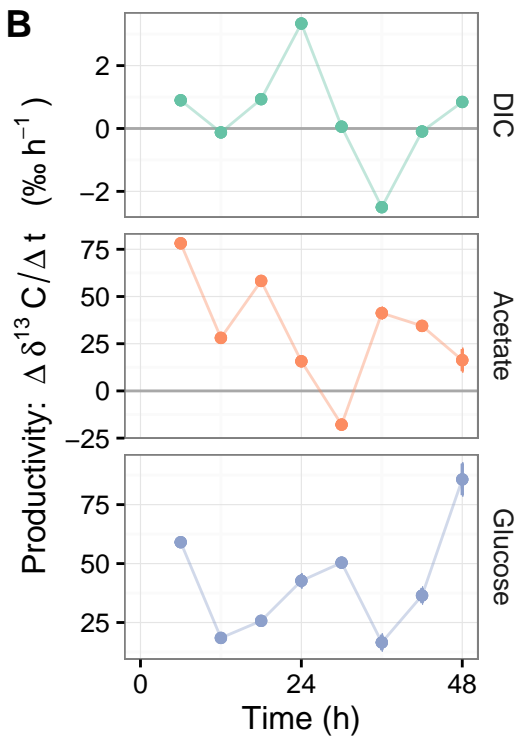 B
Productivity: Δ δ¹³ C/Δ t (‰ h⁻¹)
2
0
−2
DIC
75
50
25
0
−25
Acetate
75
50
25
Glucose
0 24 48
Time (h)